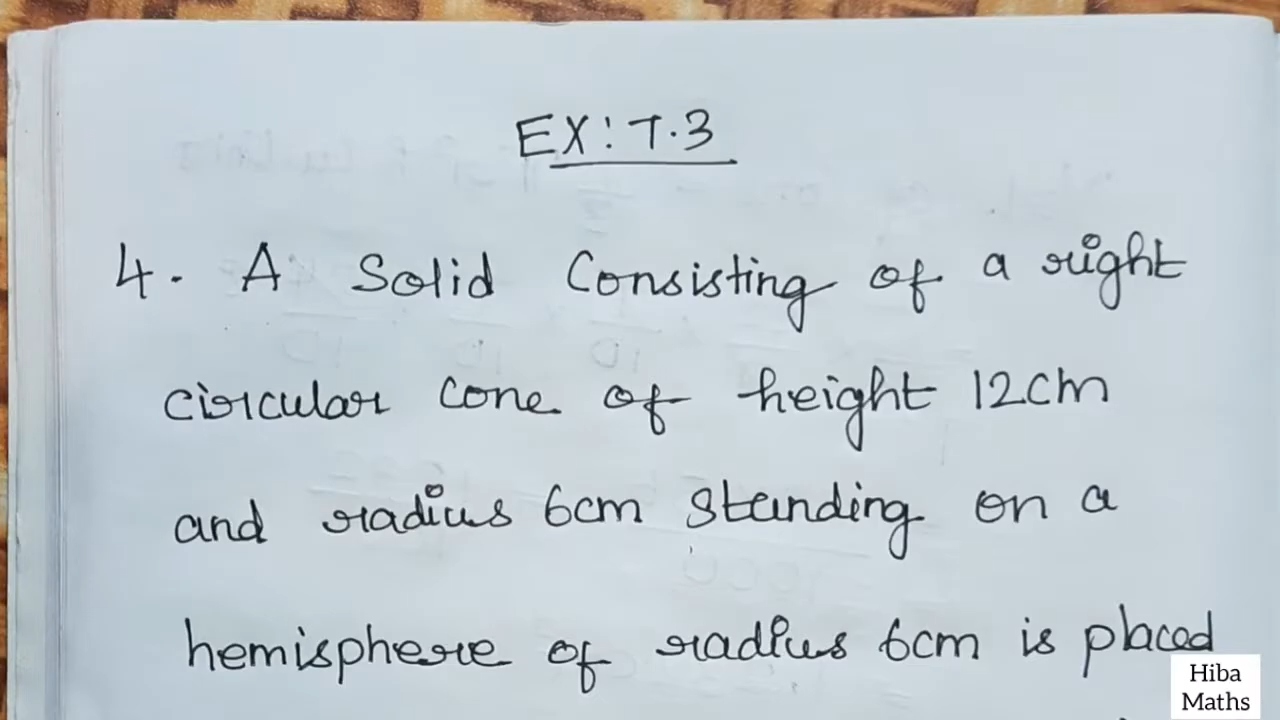 EX: 7.3
4. A Solid Consisting of a right
circular cone of height 12cm
and radius 6cm standing on a
hemisphere of radius 6cm is placed
Hiba
Maths